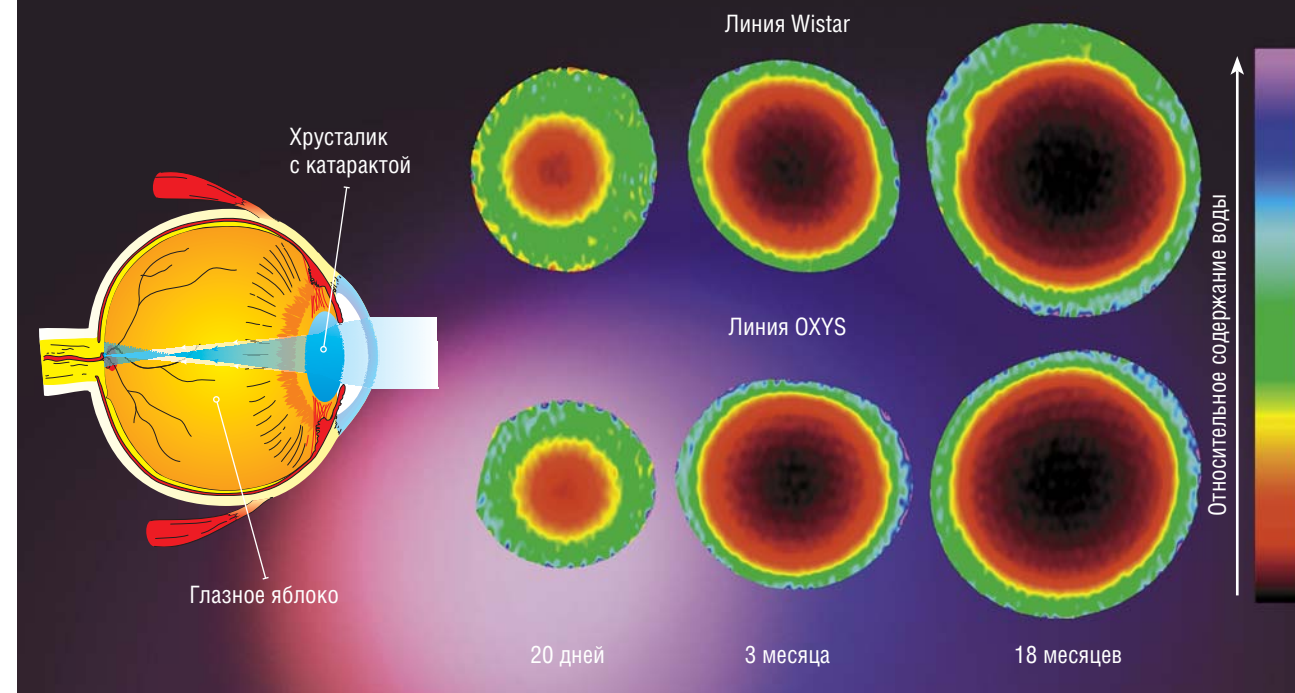 Линия Wistar
Хрусталик
с катарактой
Линия OXYS
Глазное яблоко
20 дней
3 месяца
18 месяцев
Относительное содержание воды